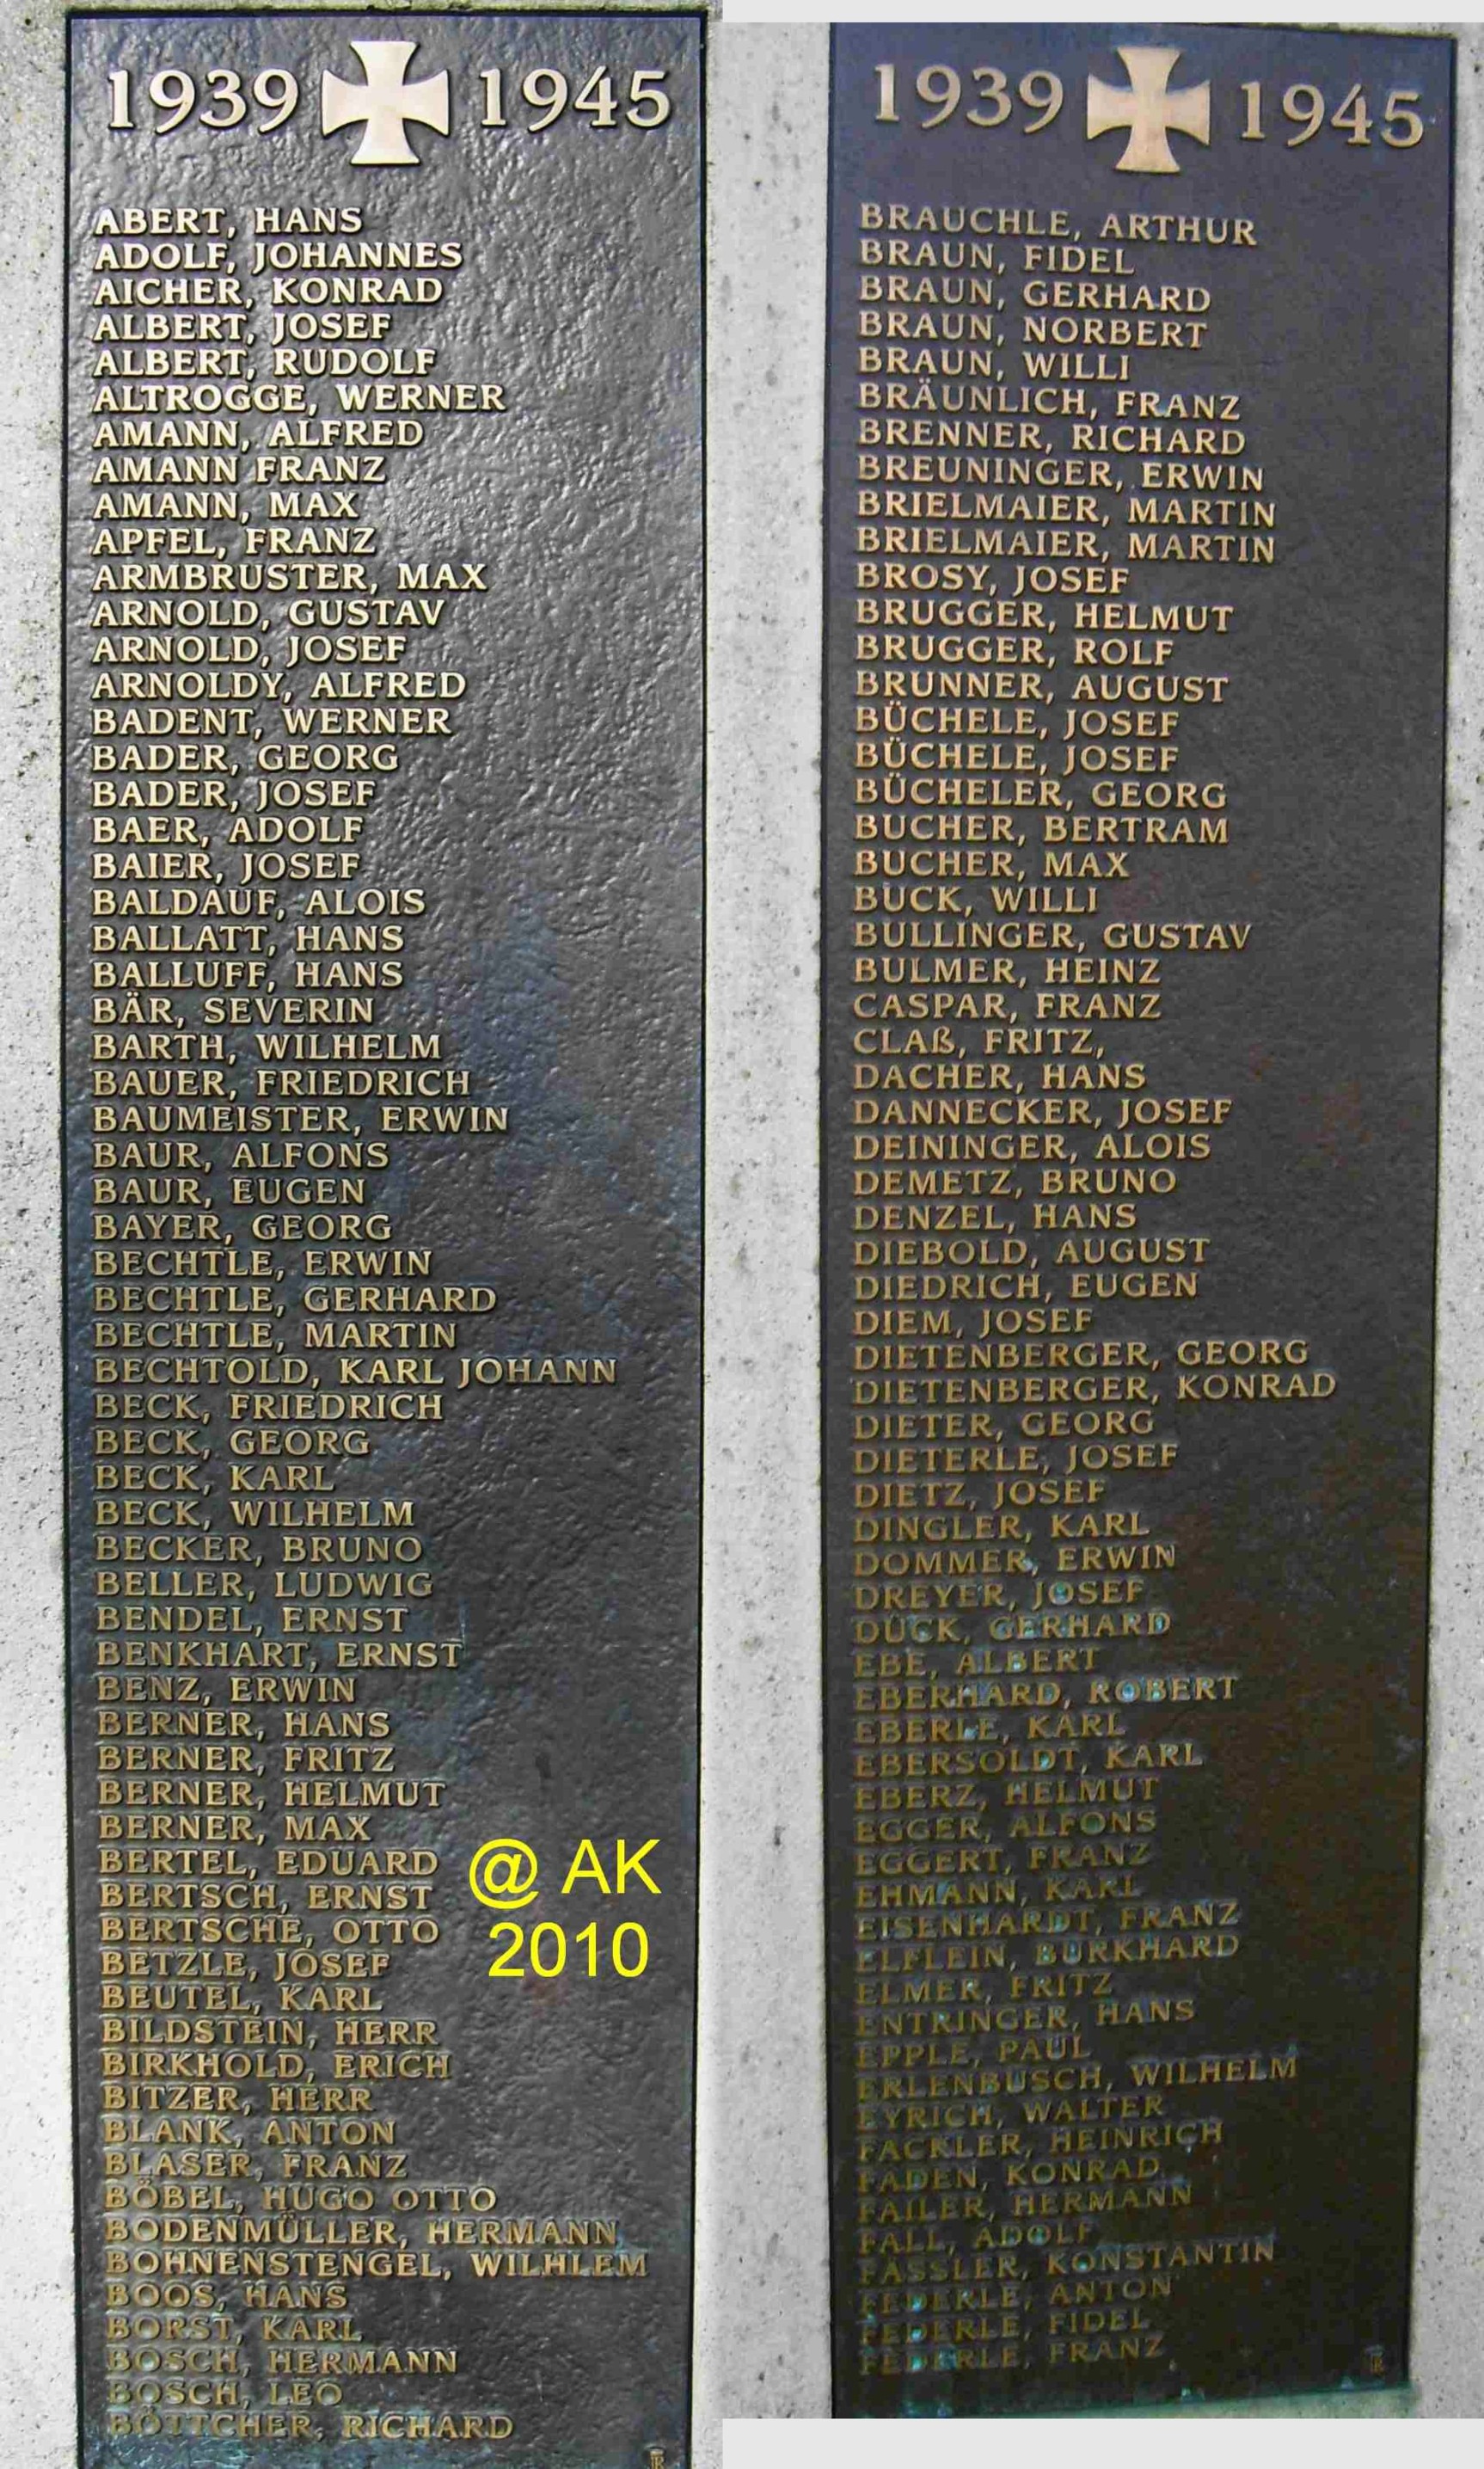 1939 1945
ABERT, HANS
ADOLF, JOHANNES
AICHER, KONRAD
ALBERT, JOSEF
ALBERT, RUDOLF
ALTROGGE, WERNER
AMANN, ALFRED
AMANN FRANZ
AMANN, MAX
APFEL, FRANZ
ARMBRUSTER, MAX
ARNOLD, GUSTAV
ARNOLD, JOSEF
ARNOLDY, ALFRED
BADENT, WERNER
BADER, GEORG
BADER, JOSEF
BAER, ADOLF
BAIER, JOSEF
BALDAUF, ALOIS
BALLATT, HANS
BALLUFF, HANS
BÄR, SEVERIN
BARTH, WILHELM
BAUER, FRIEDRICH
BAUMEISTER, ERWIN
BAUR, ALFONS
BAUR, EUGEN
BAYER, GEORG
BECHTLE, ERWIN
BECHTLE, GERHARD
BECHTLE, MARTIN
BECHTOLD, KARL JOHANN
BECK, FRIEDRICH
BECK, GEORG
BECK, KARL
BECK, WILHELM
BECKER, BRUNO
BELLER, LUDWIG
BENDEL, ERNST
BENKHART, ERNST
BENZ, ERWIN
BERNER, HANS
BERNER, FRITZ
BERNER, HELMUT
BERNER, MAX
BERTEL, EDUARD
BERTSCH, ERNST
BERTSCHE, OTTO
BETZLE, JOSEF
BEUTEL, KARL
BILDSTEIN, HERR
BIRKHOLD, ERICH
BITZER, HERR
BLANK, ANTON
BLASER, FRANZ
BÖBEL, HUGO OTTO
BODENMÜLLER, HERMANN
BOHNENSTENGEL, WILHLEM
BOOS, HANS
BORST, KARL
BOSCH, HERMANN
BOSCH, LEO
BÖTTCHER, RICHARD
@ AK
2010
1939 1945
BRAUCHLE, ARTHUR
BRAUN, FIDEL
BRAUN, GERHARD
BRAUN, NORBERT
BRAUN, WILLI
BRÄUNLICH, FRANZ
BRENNER, RICHARD
BREUNINGER, ERWIN
BRIELMAIER, MARTIN
BRIELMAIER, MARTIN
BROSY, JOSEF
BRUGGER, HELMUT
BRUGGER, ROLF
BRUNNER, AUGUST
BÜCHELE, JOSEF
BÜCHELE, JOSEF
BÜCHELER, GEORG
BUCHER, BERTRAM
BUCHER, MAX
BUCK, WILLI
BULLINGER, GUSTAV
BULMER, HEINZ
CASPAR, FRANZ
CLAß, FRITZ,
DACHER, HANS
DANNECKER, JOSEF
DEININGER, ALOIS
DEMETZ, BRUNO
DENZEL, HANS
DIEBOLD, AUGUST
DIEDRICH, EUGEN
DIEM, JOSEF
DIETENBERGER, GEORG
DIETENBERGER, KONRAD
DIETER, GEORG
DIETERLE, JOSEF
DIETZ, JOSEF
DINGLER, KARL
DOMMER, ERWIN
DREYER, JOSEF
DÜCK, GERHARD
EBE, ALBERT
EBERHARD, ROBERT
EBERLE, KARL
EBERSOLDT, KARL
EBERZ, HELMUT
EGGER, ALFONS
EGGERT, FRANZ
EHMANN, KARL
EISENHARDT, FRANZ
ELFLEIN, BURKHARD
ELMER, FRITZ
ENTRINGER, HANS
EPPLE, PAUL
ERLENBUSCH, WILHELM
EYRICH, WALTER
FACKLER, HEINRICH
FADEN, KONRAD
FAILER, HERMANN
FALL, ADOLF
FÄSSLER, KONSTANTIN
FEDERLE, ANTON
FEDERLE, FIDEL
FEDERLE, FRANZ